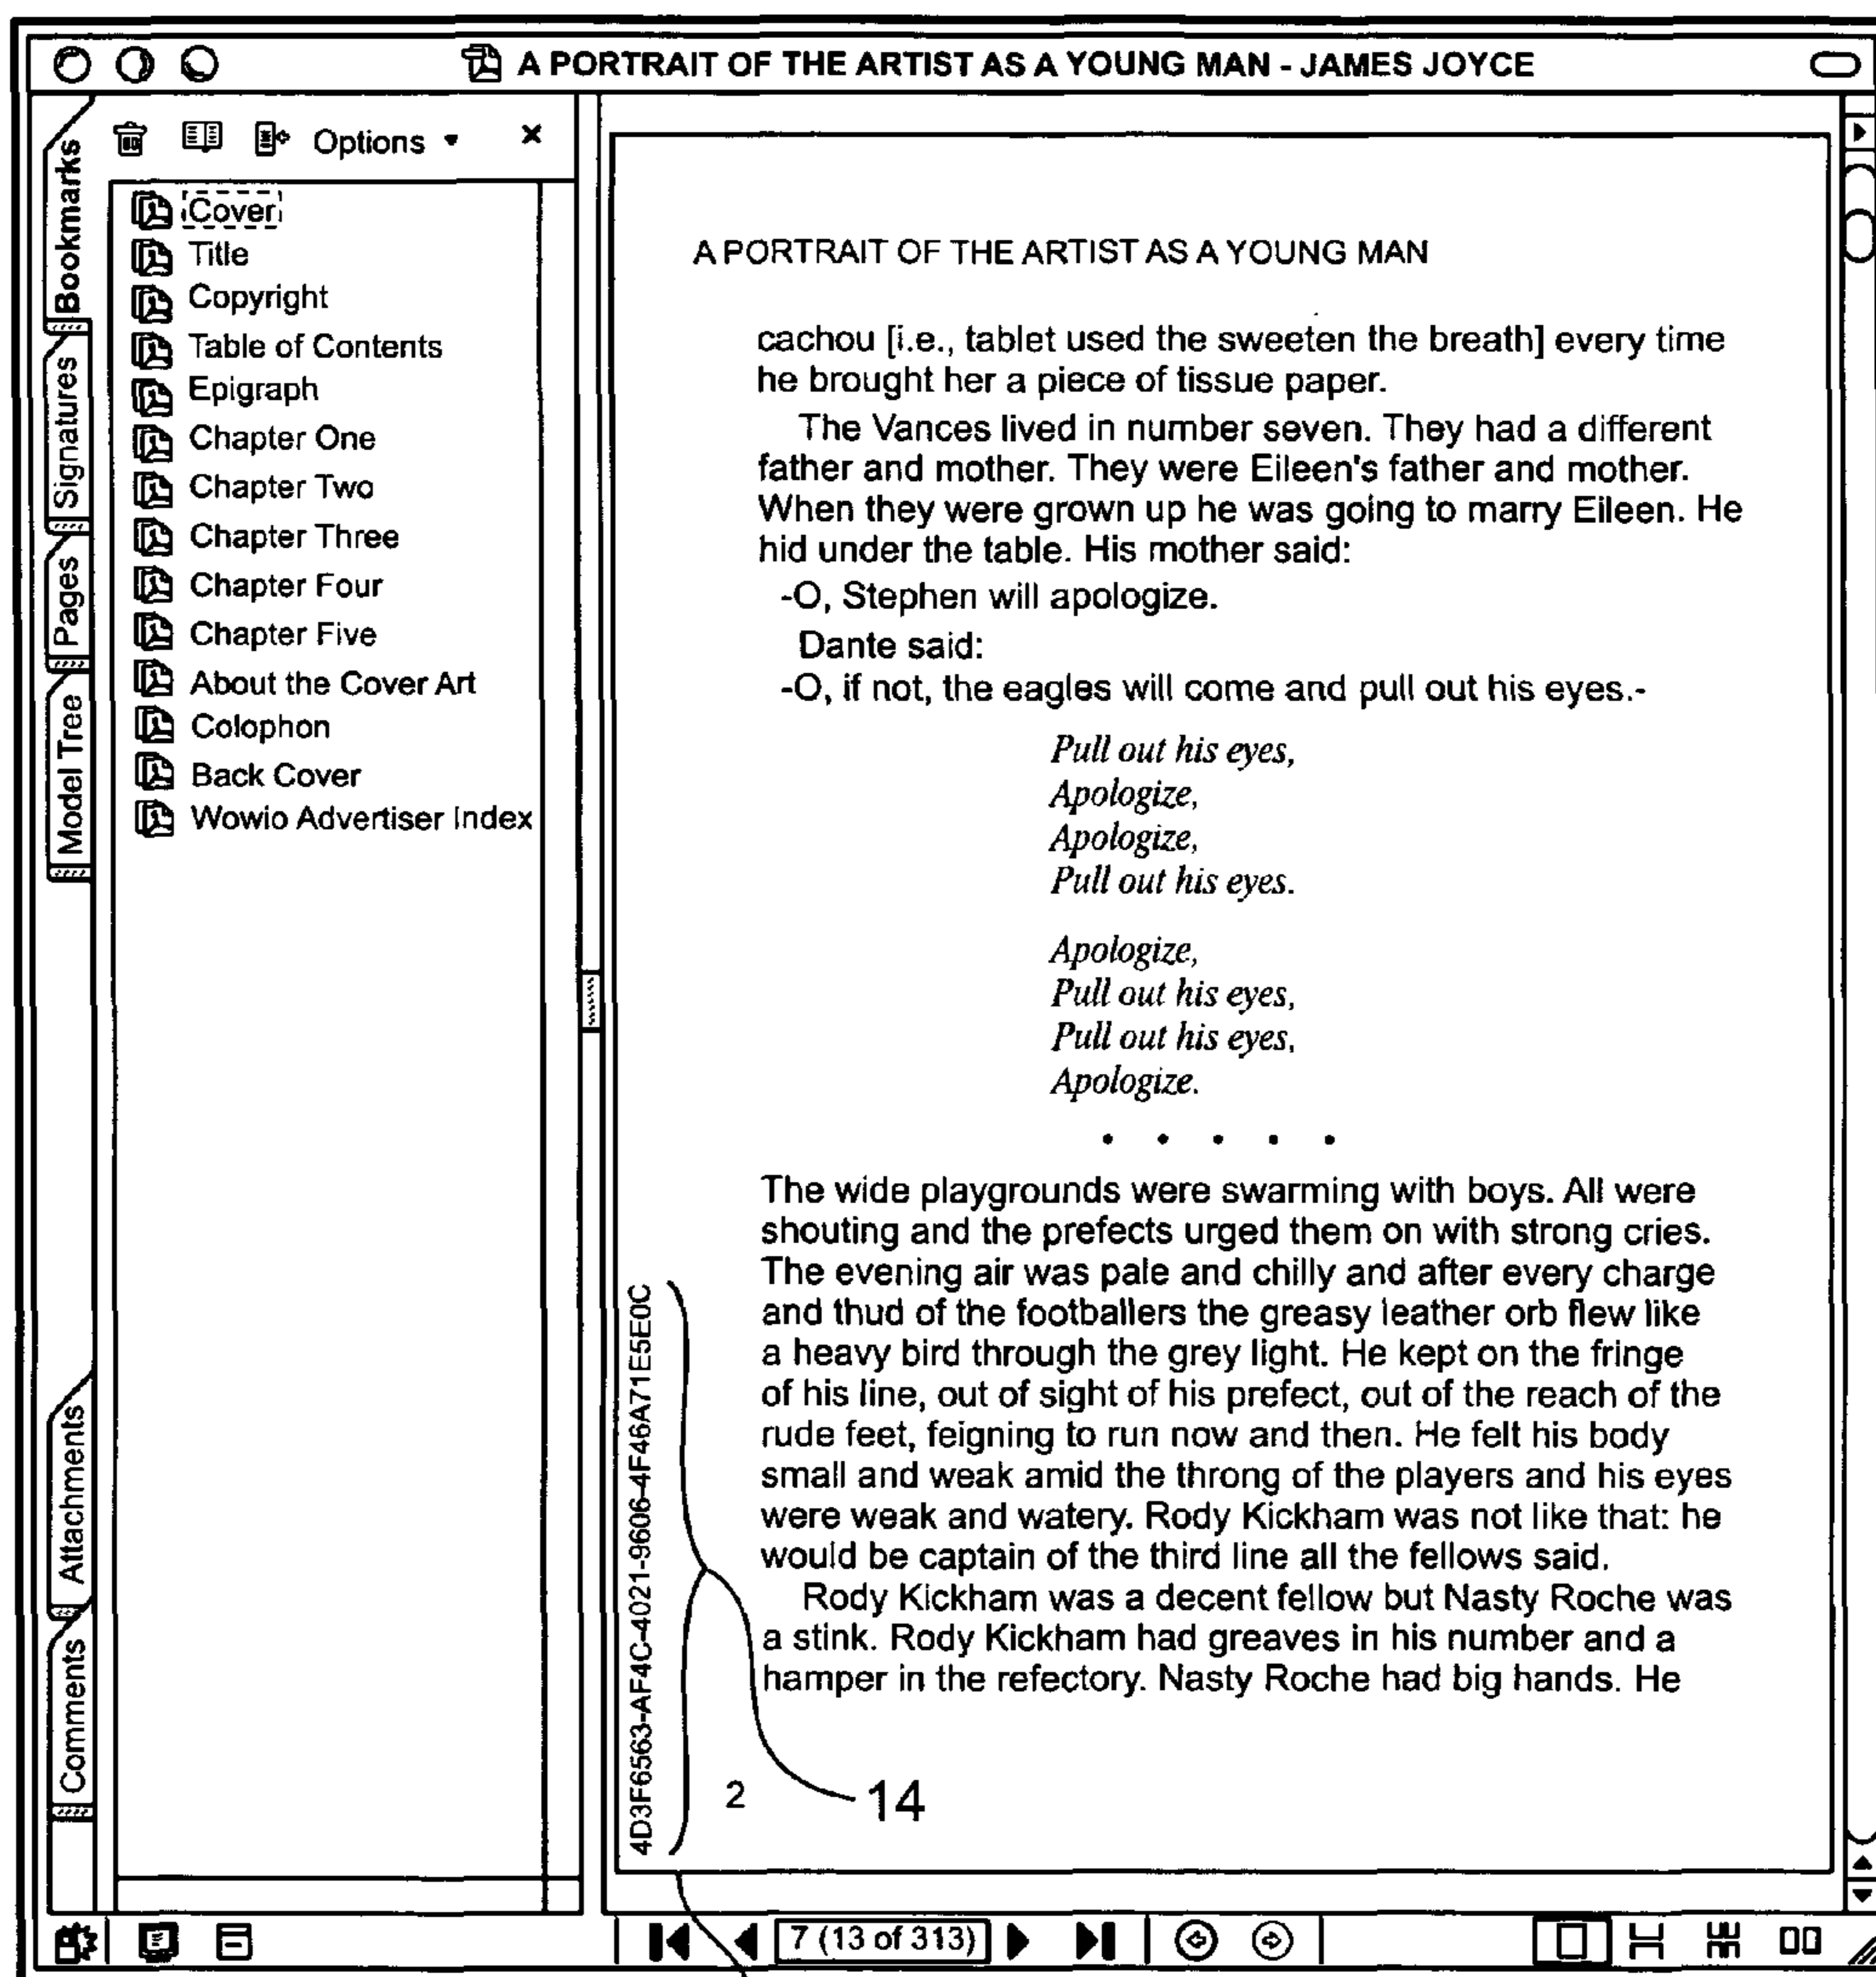 A PORTRAIT OF THE ARTIST AS A YOUNG MAN - JAMES JOYCE
Options
Bookmarks
Signatures
Pages
Model Tree
Attachments
Comments
Cover
Title
Copyright
Table of Contents
Epigraph
Chapter One
Chapter Two
Chapter Three
Chapter Four
Chapter Five
About the Cover Art
Colophon
Back Cover
Wowio Advertiser Index
A PORTRAIT OF THE ARTIST AS A YOUNG MAN
cachou [i.e., tablet used the sweeten the breath] every time
he brought her a piece of tissue paper.
The Vances lived in number seven. They had a different
father and mother. They were Eileen's father and mother.
When they were grown up he was going to marry Eileen. He
hid under the table. His mother said:
-O, Stephen will apologize.
Dante said:
-O, if not, the eagles will come and pull out his eyes.-
Pull out his eyes,
Apologize,
Apologize,
Pull out his eyes.
Apologize,
Pull out his eyes,
Pull out his eyes,
Apologize.
• • • • •
The wide playgrounds were swarming with boys. All were
shouting and the prefects urged them on with strong cries.
The evening air was pale and chilly and after every charge
and thud of the footballers the greasy leather orb flew like
a heavy bird through the grey light. He kept on the fringe
of his line, out of sight of his prefect, out of the reach of the
rude feet, feigning to run now and then. He felt his body
small and weak amid the throng of the players and his eyes
were weak and watery. Rody Kickham was not like that: he
would be captain of the third line all the fellows said.
Rody Kickham was a decent fellow but Nasty Roche was
a stink. Rody Kickham had greaves in his number and a
hamper in the refectory. Nasty Roche had big hands. He
4D3F6563-AF4C-4021-9606-4F46A71E5E0C
2
14
7 (13 of 313)